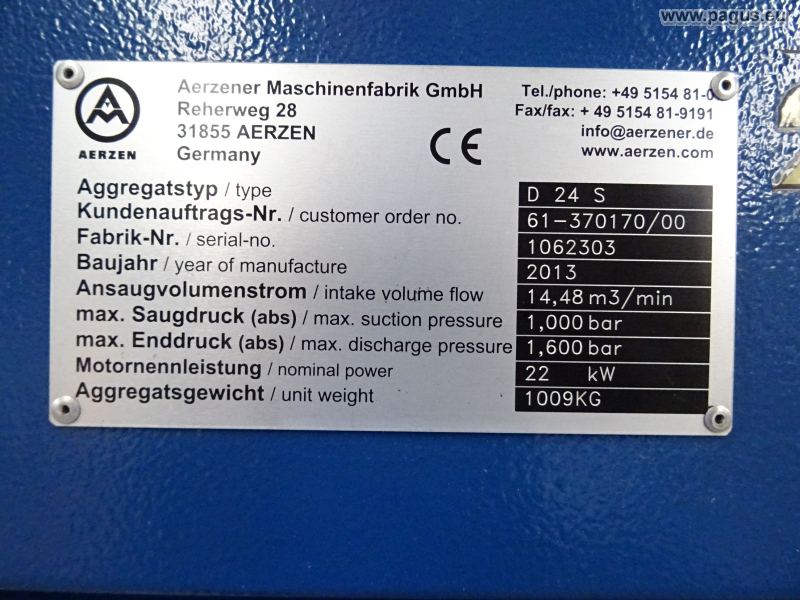 www.pagus.eu
AERZEN
Aerzener Maschinenfabrik GmbH
Reherweg 28
31855 AERZEN
Germany
CE
Tel./phone: +49 5154 81-0
Fax/fax: + 49 5154 81-9191
info@aerzener.de
www.aerzen.com
Aggregatstyp / type D 24 S
Kundenauftrags-Nr. / customer order no. 61-370170/00
Fabrik-Nr. / serial-no. 1062303
Baujahr / year of manufacture 2013
Ansaugvolumenstrom / intake volume flow 14,48 m3/min
max. Saugdruck (abs) / max. suction pressure 1,000 bar
max. Enddruck (abs) / max. discharge pressure 1,600 bar
Motornennleistung / nominal power 22 kW
Aggregatsgewicht / unit weight 1009KG